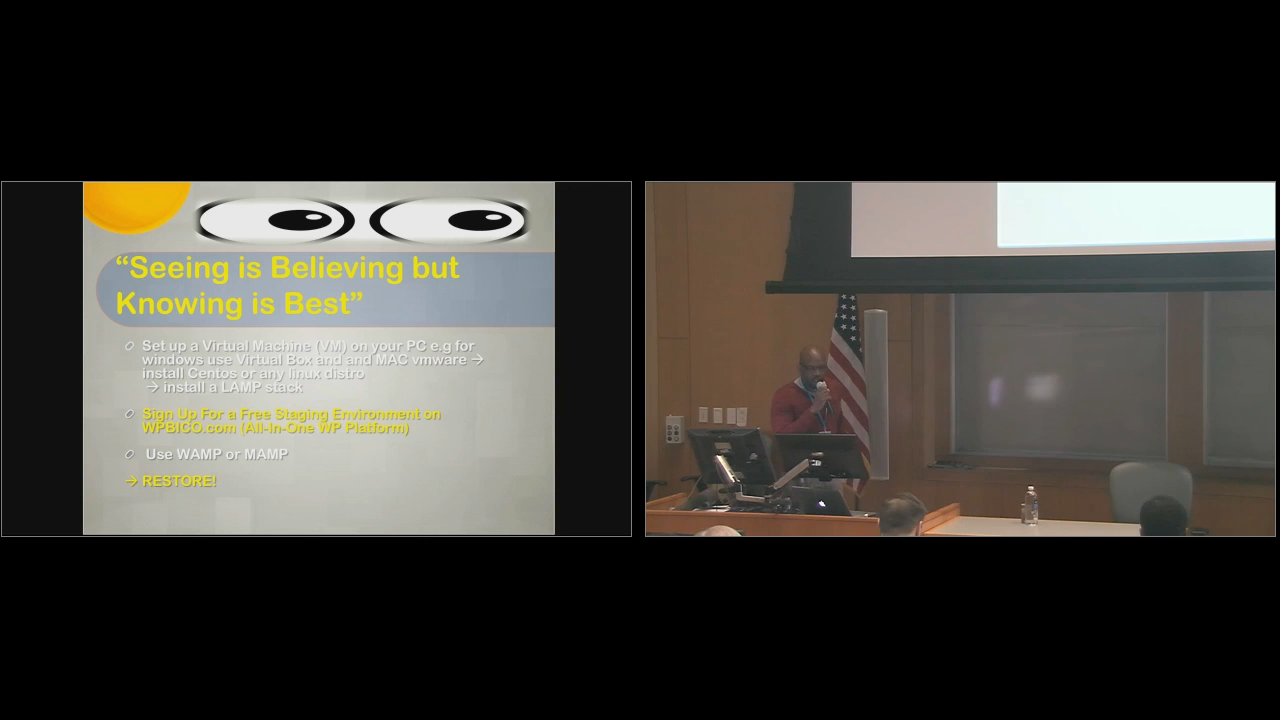 “Seeing is Believing but
Knowing is Best”
Set up a Virtual Machine (VM) on your PC e.g for
windows use Virtual Box and and MAC vmware →
install Centos or any linux distro
→ install a LAMP stack
Sign Up For a Free Staging Environment on
WPBICO.com (All-In-One WP Platform)
Use WAMP or MAMP
→ RESTORE!